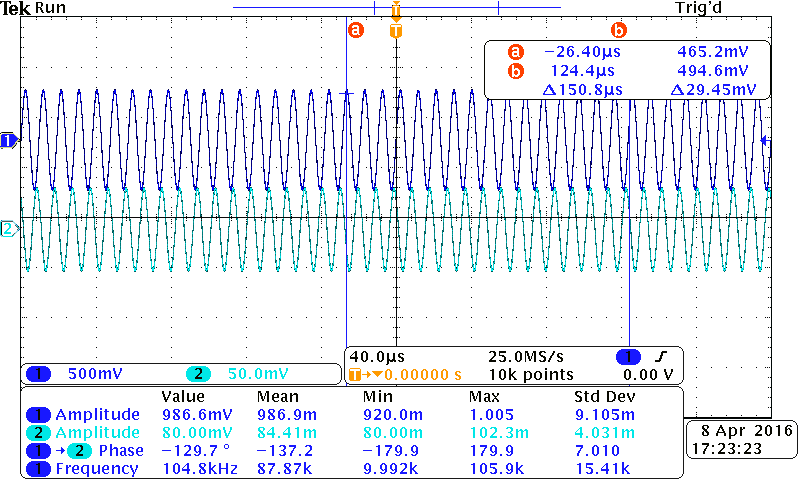 Tek Run Trig'd
T
a b
T
a −26.40µs 465.2mV
b 124.4µs 494.6mV
Δ150.8µs Δ29.45mV
1
2
1 500mV 2 50.0mV
40.0µs 25.0MS/s 1
T→▼0.00000 s 10k points 0.00 V
Value Mean Min Max Std Dev
1 Amplitude 986.6mV 986.9m 920.0m 1.005 9.105m
2 Amplitude 80.00mV 84.41m 80.00m 102.3m 4.031m
1 → 2 Phase −129.7 ° −137.2 −179.9 179.9 7.010
1 Frequency 104.8kHz 87.87k 9.992k 105.9k 15.41k
8 Apr 2016
17:23:23